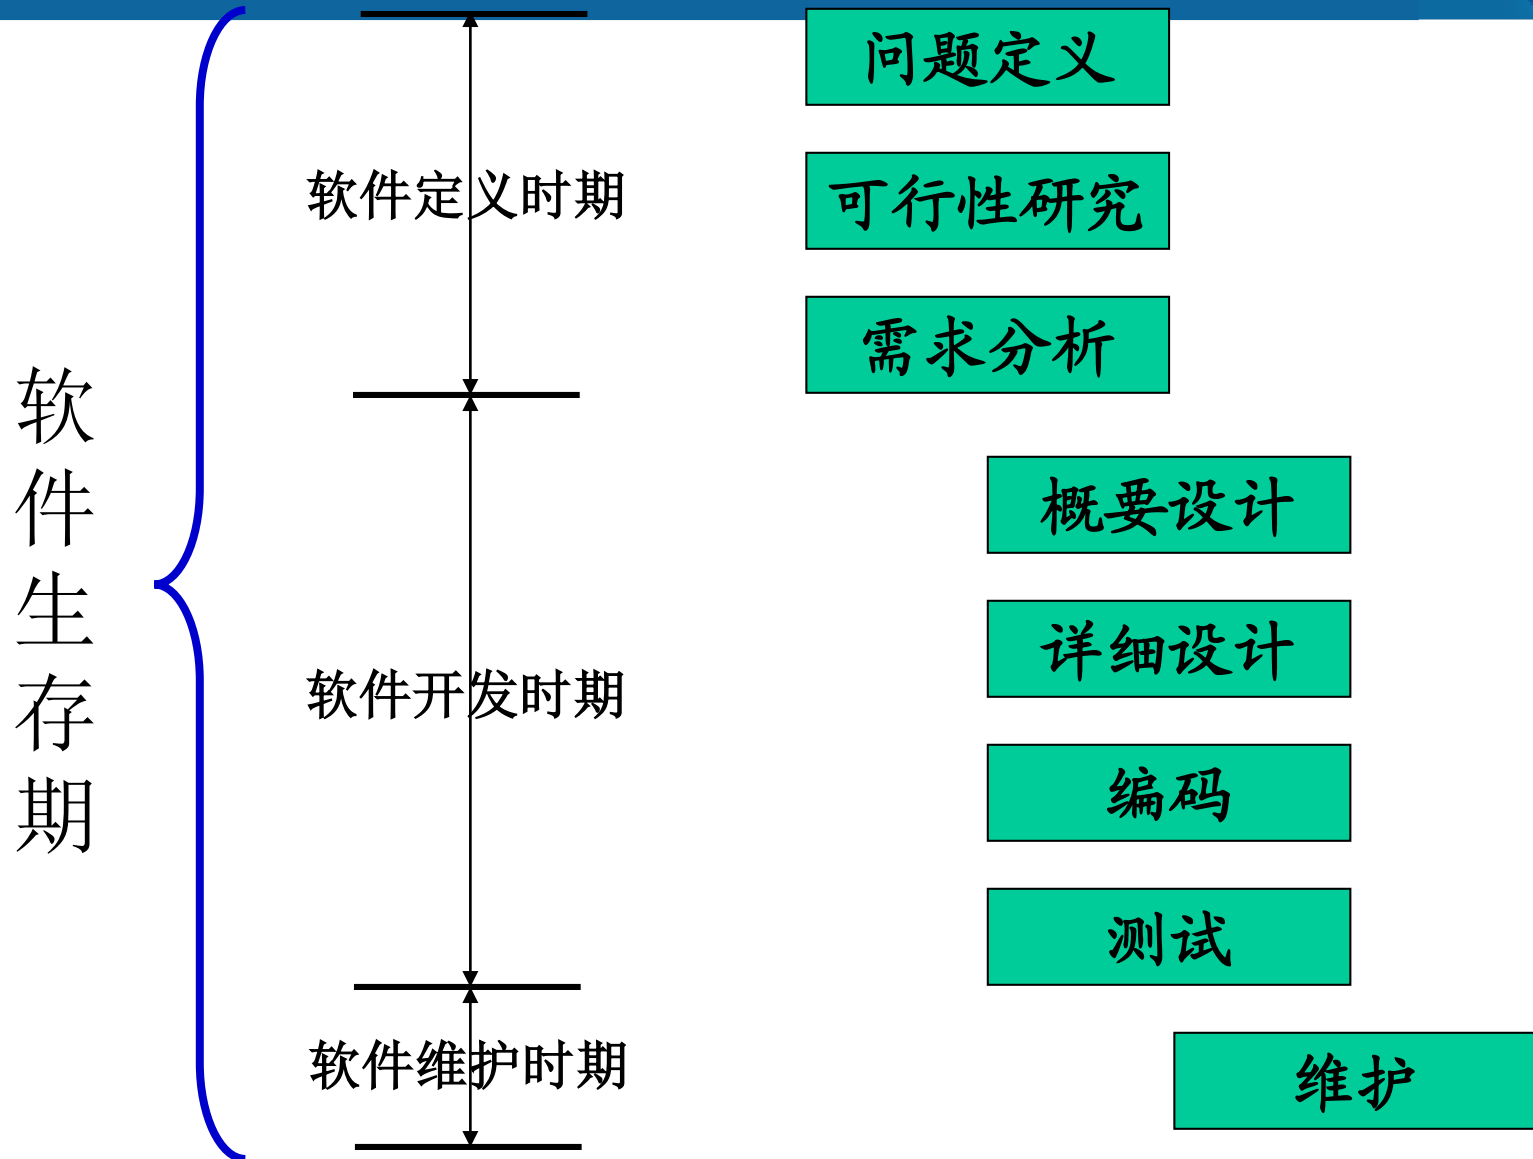 软件生存期
软件定义时期
问题定义
可行性研究
需求分析
软件开发时期
概要设计
详细设计
编码
测试
软件维护时期
维护